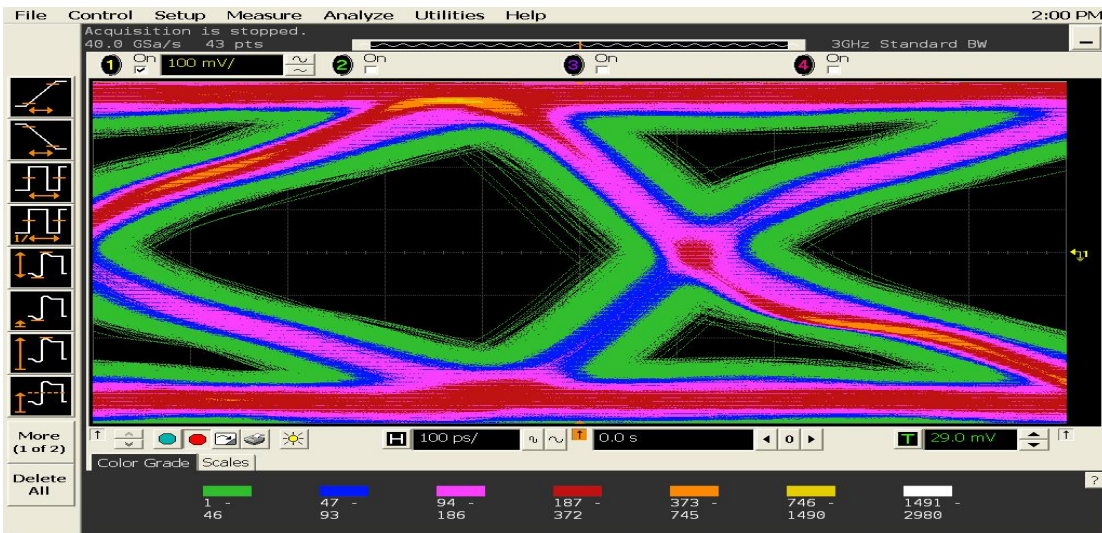 File Control Setup Measure Analyze Utilities Help 2:00 PM
Acquisition is stopped.
40.0 GSa/s 43 pts 3GHz Standard BW
1 On 100 mV/ 2 On 3 On 4 On
1/
More
(1 of 2)
Delete
All
H 100 ps/ 0.0 s 0 T 29.0 mV
Color Grade Scales
?
1 - 47 - 94 - 187 - 373 - 746 - 1491 -
46 93 186 372 745 1490 2980